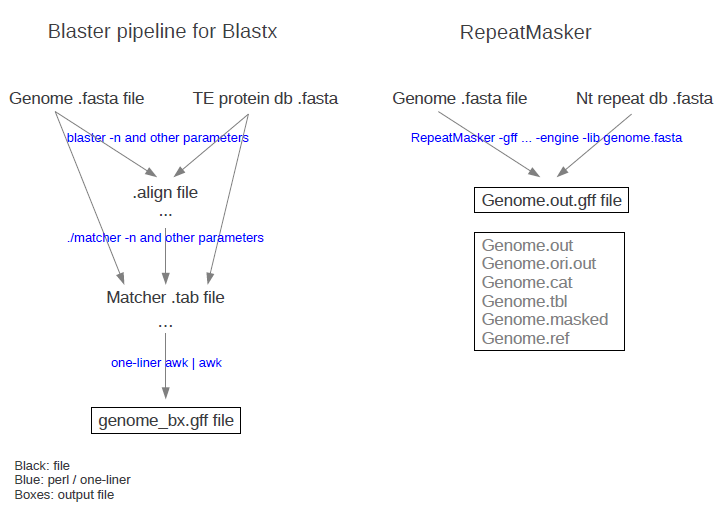 Blaster pipeline for Blastx
Genome .fasta file
TE protein db .fasta
blaster -n and other parameters
.align file
...
./matcher -n and other parameters
Matcher .tab file
...
one-liner awk | awk
genome_bx.gff file
Black: file
Blue: perl / one-liner
Boxes: output file
RepeatMasker
Genome .fasta file
Nt repeat db .fasta
RepeatMasker -gff ... -engine -lib genome.fasta
Genome.out.gff file
Genome.out
Genome.ori.out
Genome.cat
Genome.tbl
Genome.masked
Genome.ref